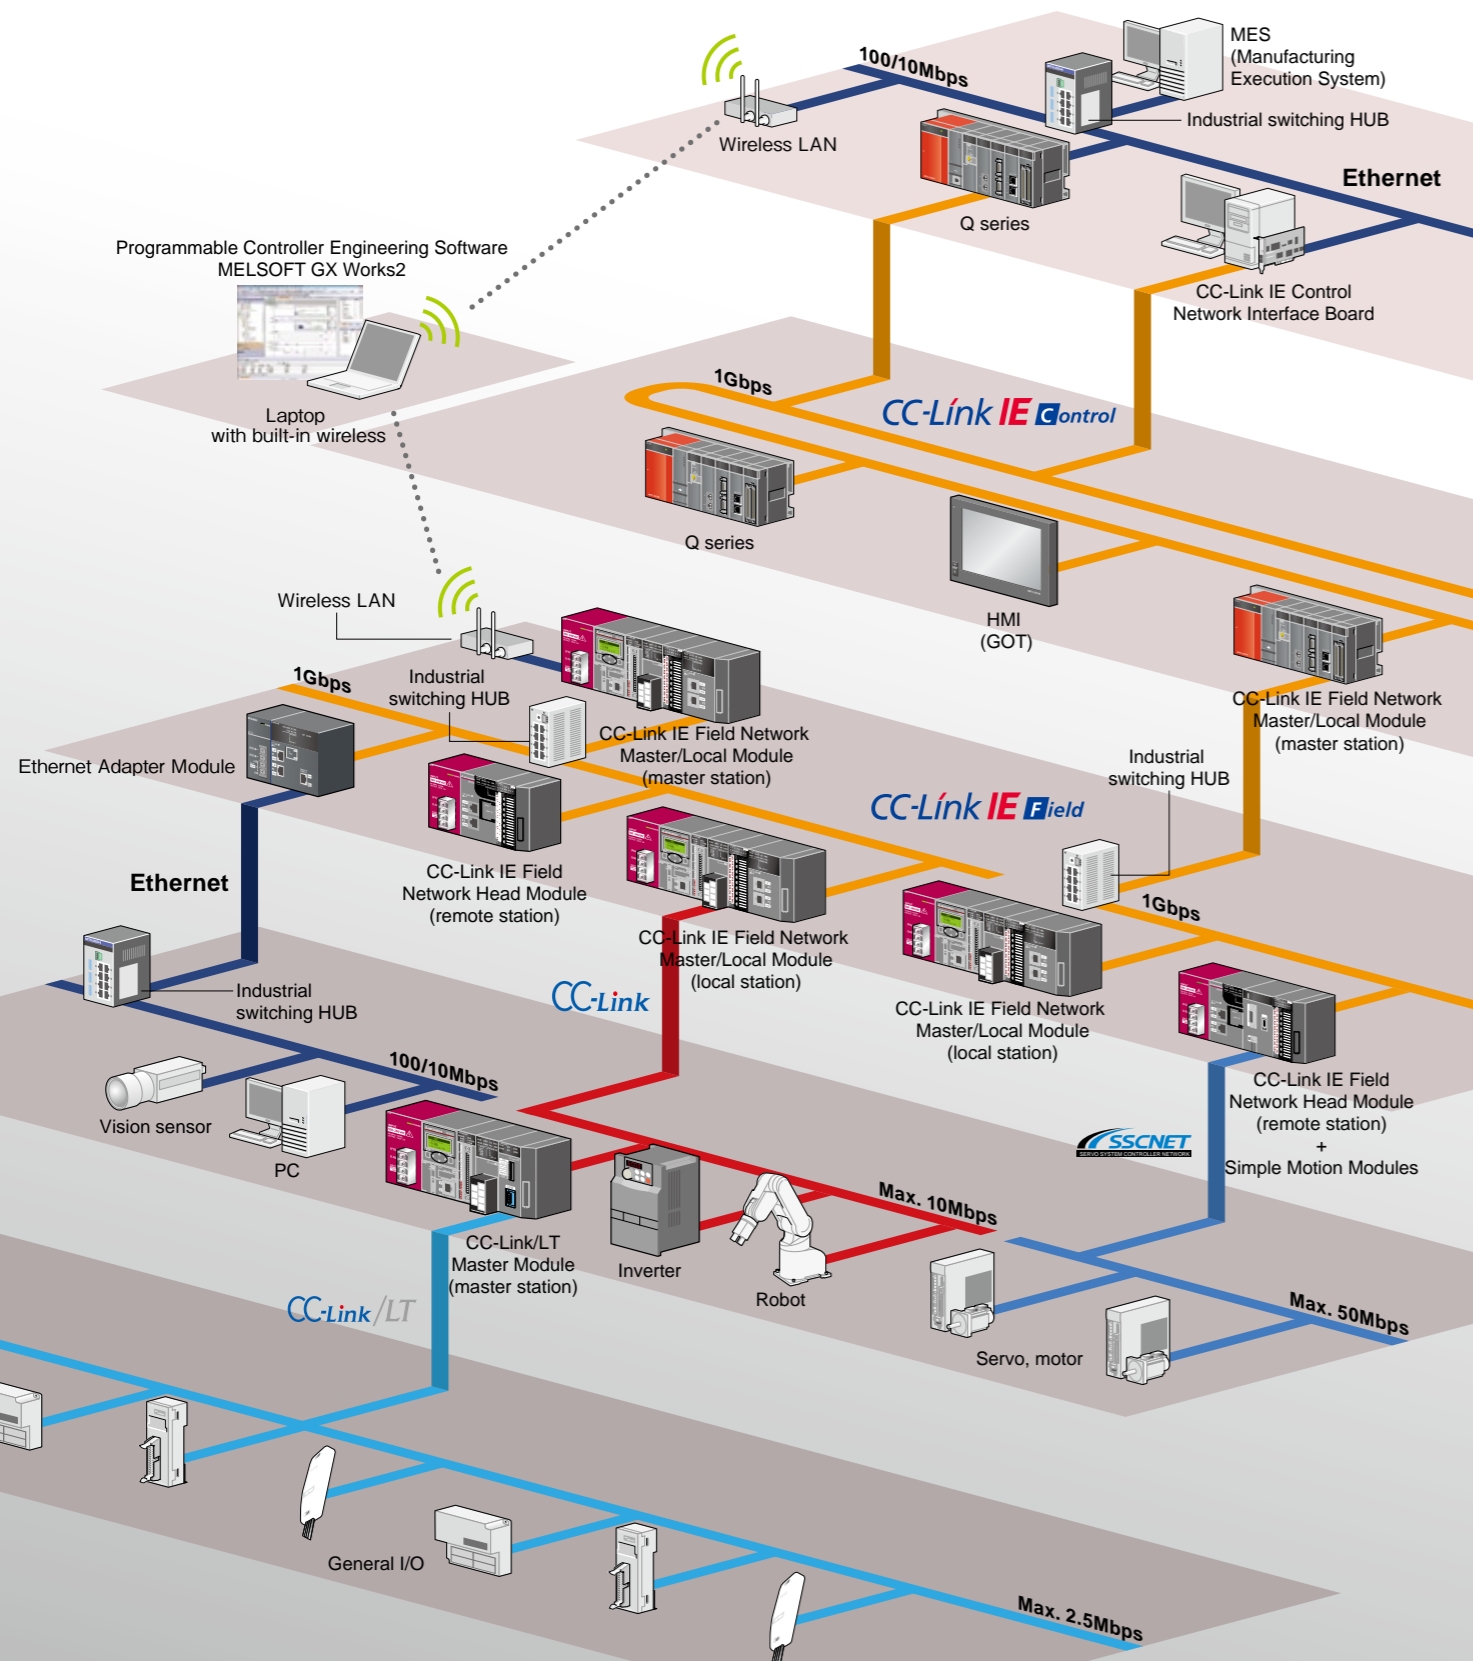 MES
(Manufacturing
Execution System)
100/10Mbps
Industrial switching HUB
Wireless LAN
Ethernet
Q series
Programmable Controller Engineering Software
MELSOFT GX Works2
CC-Link IE Control
Network Interface Board
1Gbps
CC-Link IE Control
Laptop
with built-in wireless
Q series
HMI
(GOT)
Wireless LAN
Industrial
switching HUB
1Gbps
CC-Link IE Field Network
Master/Local Module
(master station)
CC-Link IE Field Network
Master/Local Module
(master station)
Ethernet Adapter Module
Industrial
switching HUB
CC-Link IE Field
CC-Link IE Field
Network Head Module
(remote station)
Ethernet
1Gbps
CC-Link IE Field Network
Master/Local Module
(local station)
Industrial
switching HUB
CC-Link
CC-Link IE Field Network
Master/Local Module
(local station)
100/10Mbps
CC-Link IE Field
Network Head Module
(remote station)
+
Simple Motion Modules
Vision sensor
PC
SSCNET
SERVO SYSTEM CONTROLLER NETWORK
Max. 10Mbps
CC-Link/LT
Master Module
(master station)
Inverter
Robot
CC-Link/LT
Max. 50Mbps
Servo, motor
General I/O
Max. 2.5Mbps